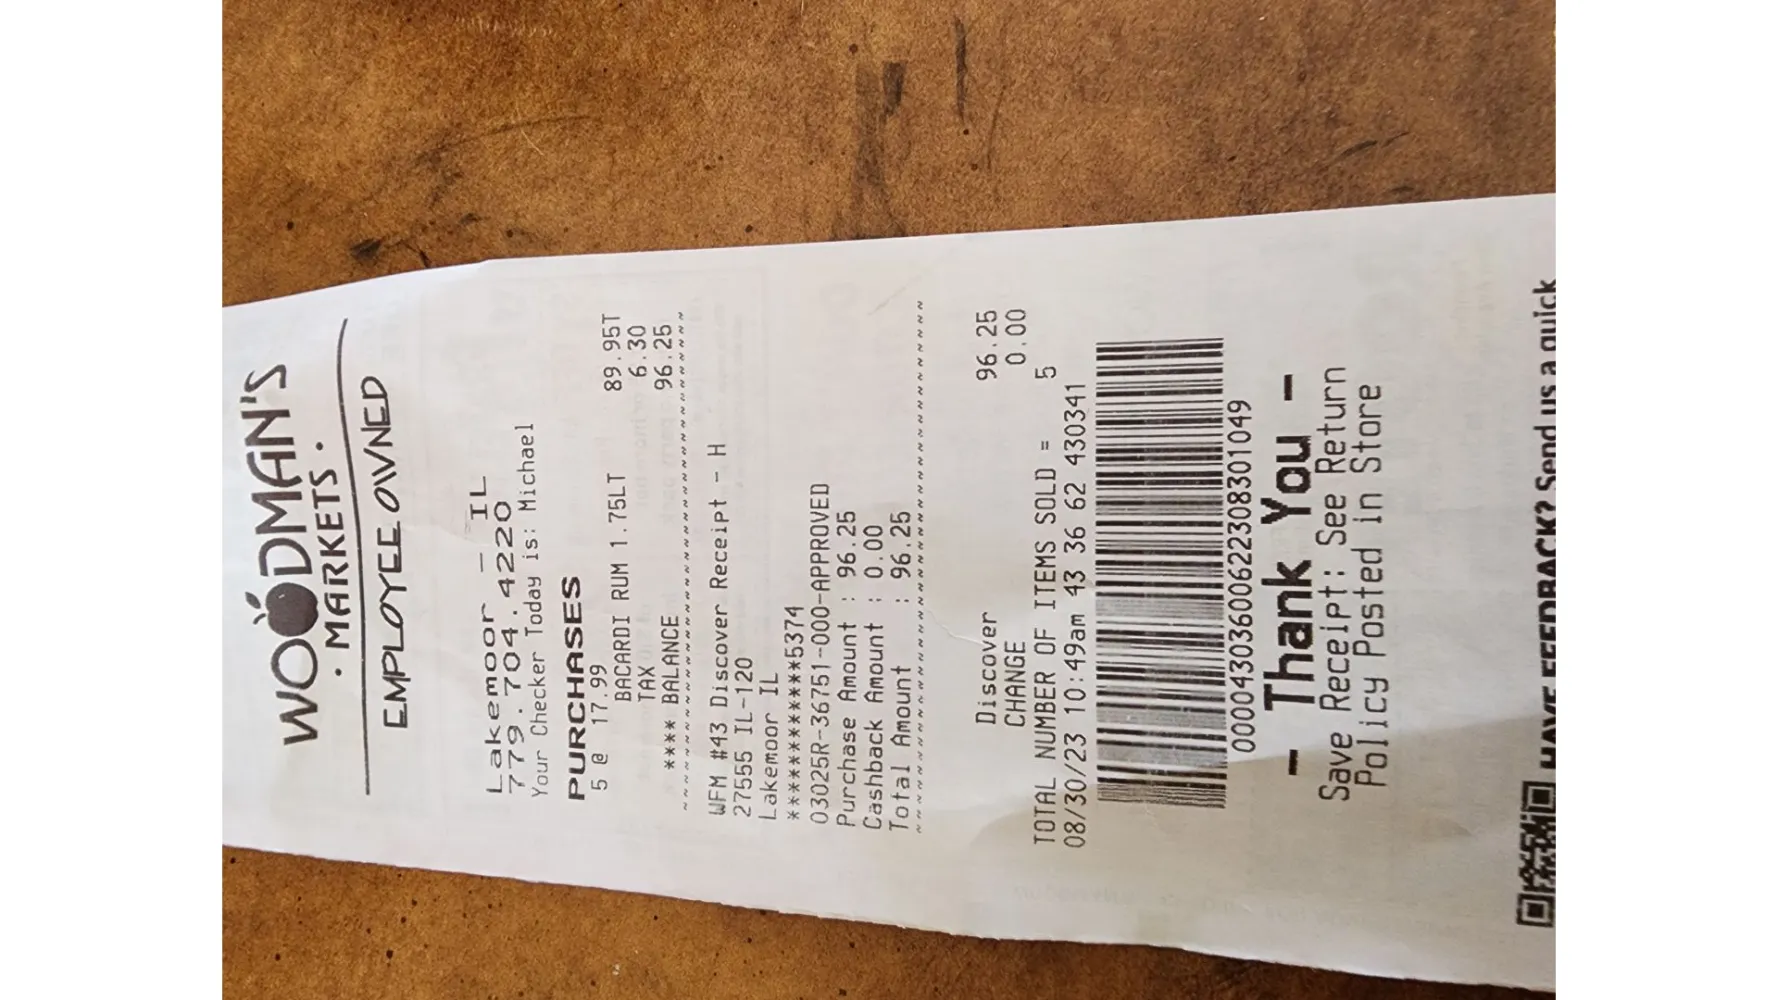 WOODMAN'S
· MARKETS ·
EMPLOYEE OWNED
Lakemoor - IL
779.704.4220
Your Checker Today is: Michael
PURCHASES
5 @ 17.99
BACARDI RUM 1.75LT 89.95T
TAX 6.30
**** BALANCE 96.25
~~~~~~~~~~~~~~~~~~~~~~~~~~~~~~~~~~~~~~
WFM #43 Discover Receipt - H
27555 IL-120
Lakemoor IL
************5374
03025R-36751-000-APPROVED
Purchase Amount : 96.25
Cashback Amount : 0.00
Total Amount : 96.25
~~~~~~~~~~~~~~~~~~~~~~~~~~~~~~~~~~~~~~
Discover 96.25
CHANGE 0.00
TOTAL NUMBER OF ITEMS SOLD = 5
08/30/23 10:49am 43 36 62 430341
00004303600622308301049
- Thank You -
Save Receipt: See Return
Policy Posted in Store
HAVE FEEDBACK? Send us a quick